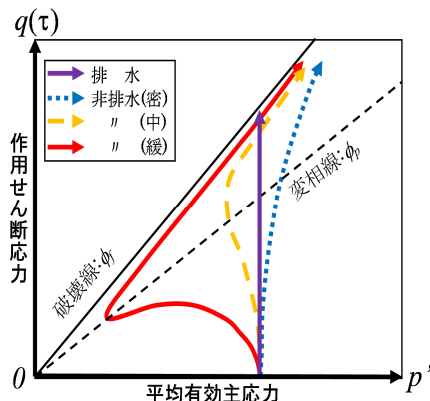 q(τ)
排 水
非排水(密)
〃 (中)
〃 (緩)
作用せん断応力
破壊線:ϕf
変相線:ϕp
0
p’
平均有効主応力